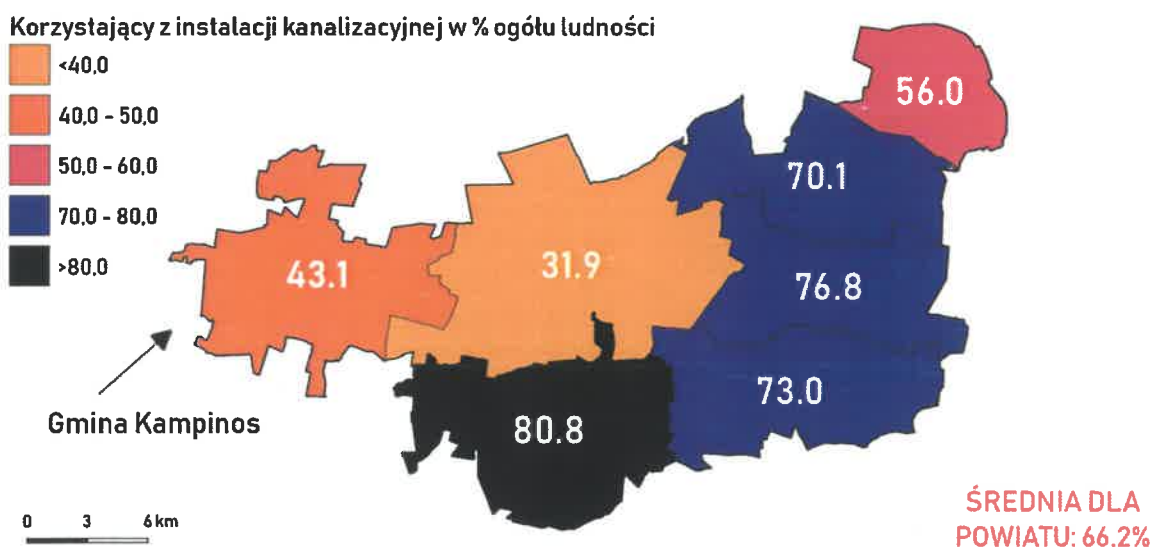 Korzystający z instalacji kanalizacyjnej w % ogółu ludności
<40,0
40,0 - 50,0
50,0 - 60,0
70,0 - 80,0
>80.0
56.0
70.1
43.1
31.9
76.8
73.0
80.8
Gmina Kampinos
0 3 6 km
ŚREDNIA DLA
POWIATU: 66.2%